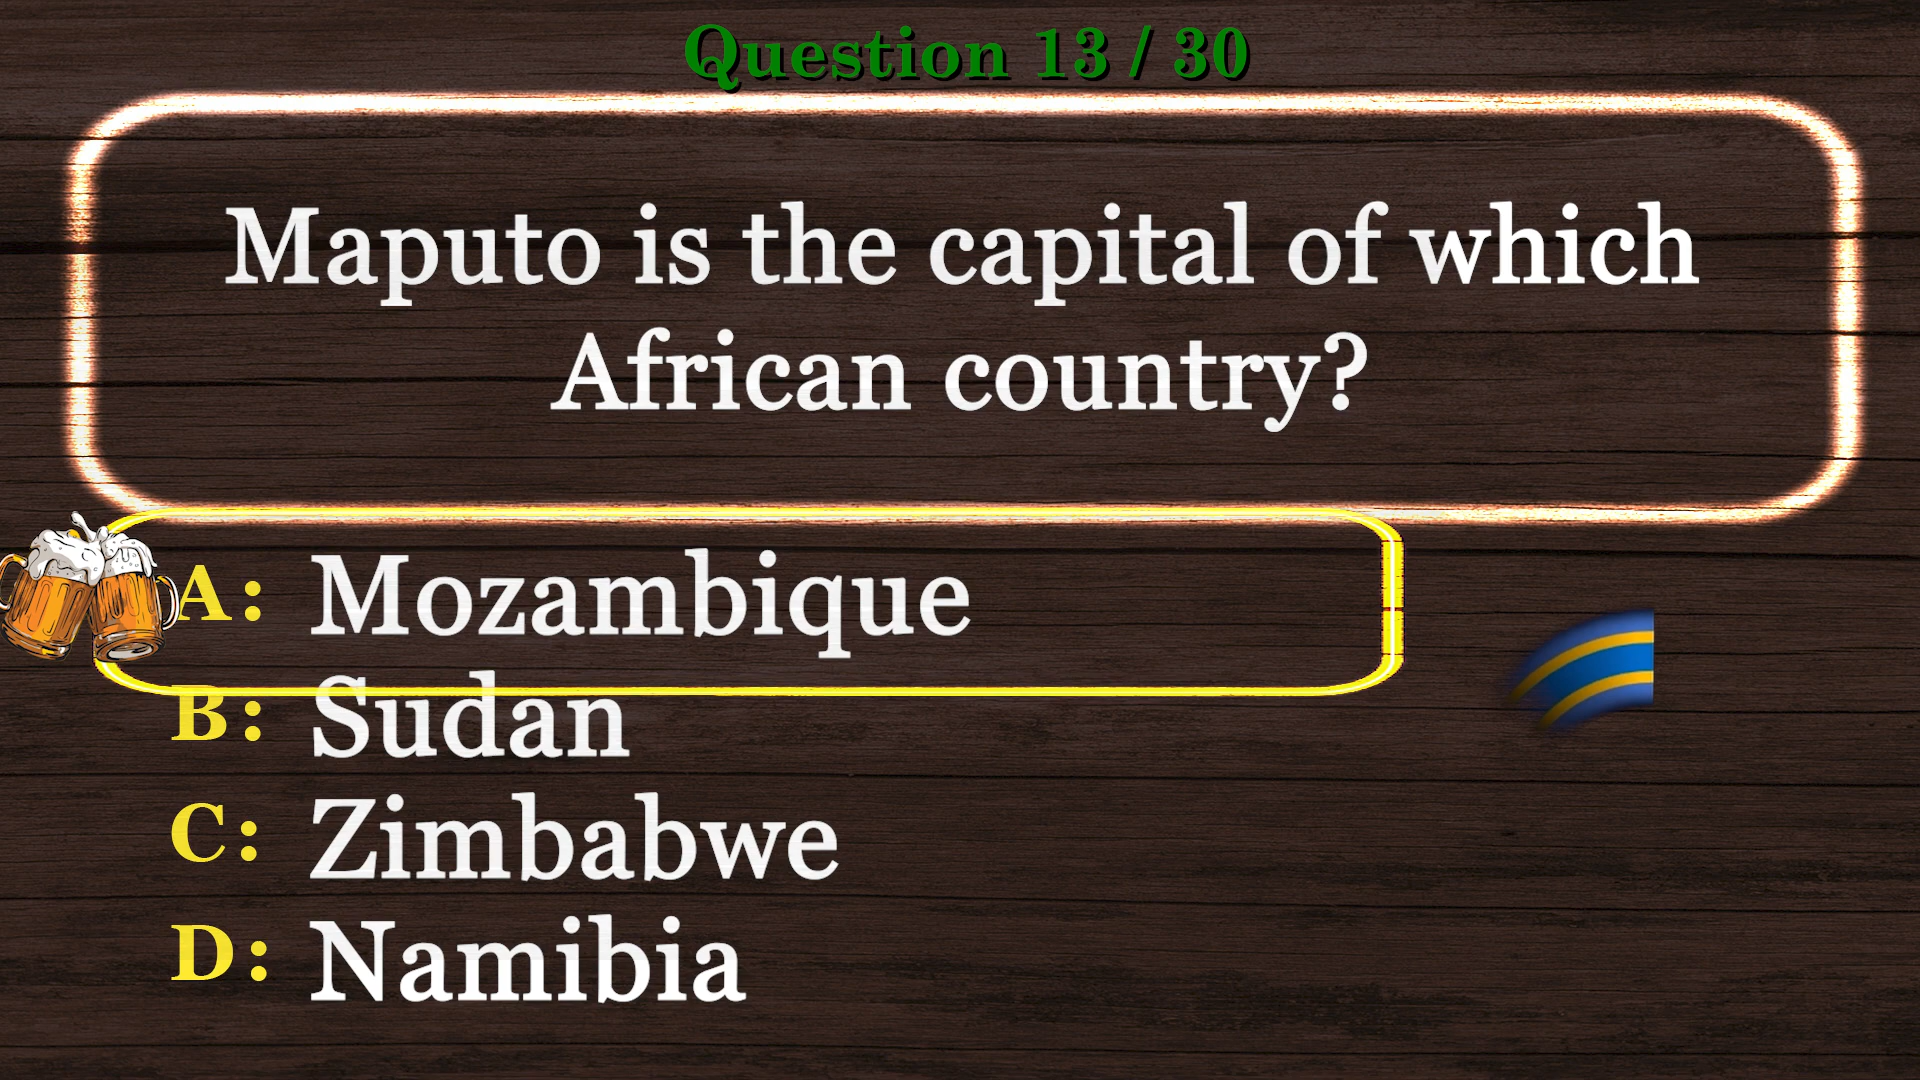 Question 13 / 30
Maputo is the capital of which
African country?
A: Mozambique
B: Sudan
C: Zimbabwe
D: Namibia